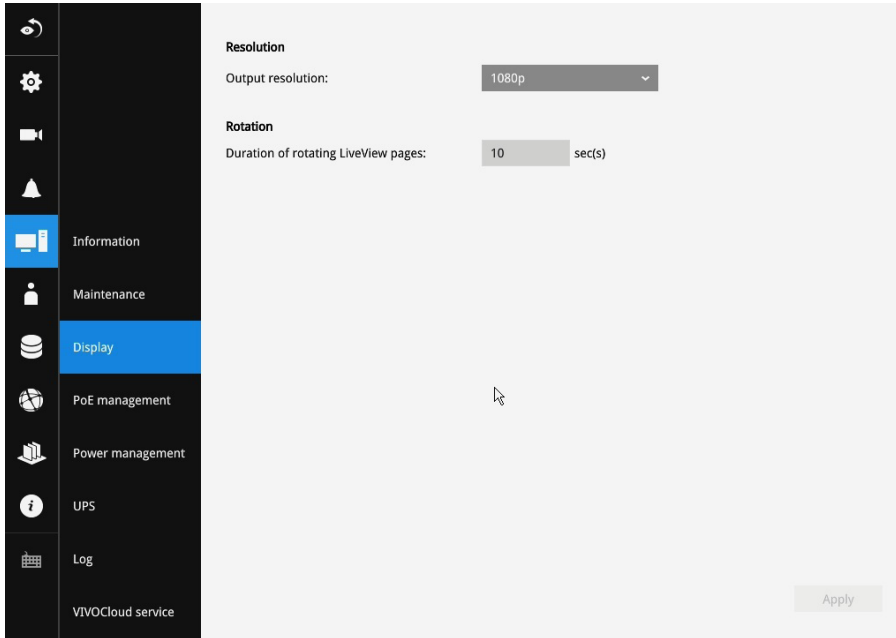 Resolution
Output resolution: 1080p
Rotation
Duration of rotating LiveView pages: 10 sec(s)
Information
Maintenance
Display
PoE management
Power management
UPS
Log
VIVOCloud service
Apply